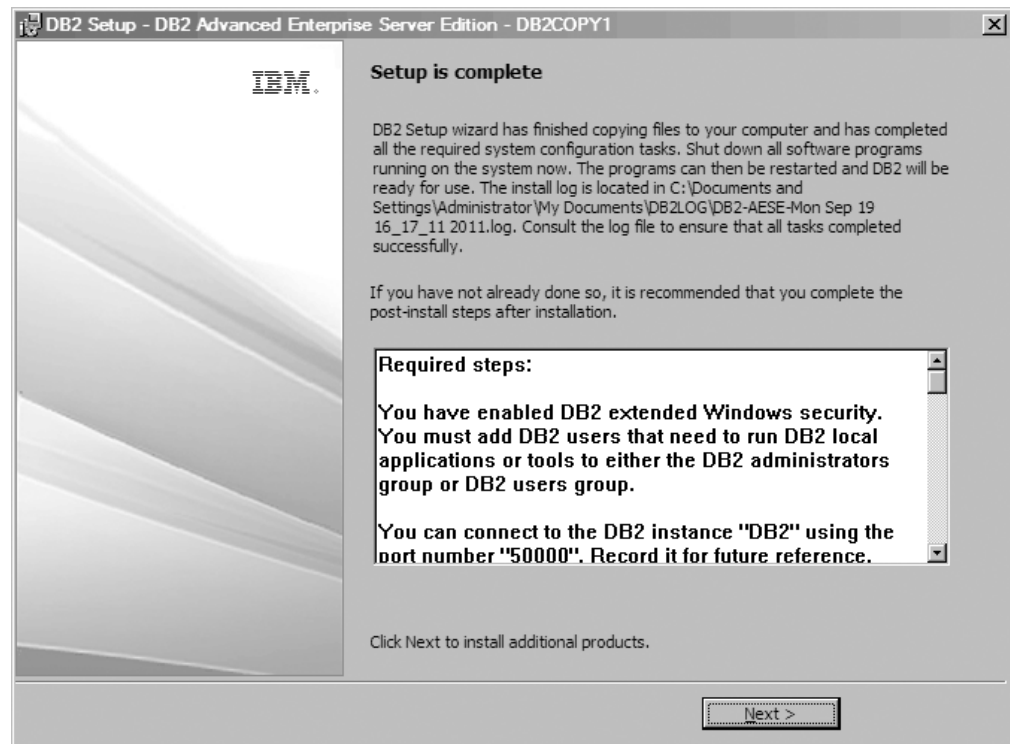 DB2 Setup - DB2 Advanced Enterprise Server Edition - DB2COPY1
IBM.
Setup is complete
DB2 Setup wizard has finished copying files to your computer and has completed
all the required system configuration tasks. Shut down all software programs
running on the system now. The programs can then be restarted and DB2 will be
ready for use. The install log is located in C:\Documents and
Settings\Administrator\My Documents\DB2LOG\DB2-AESE-Mon Sep 19
16_17_11 2011.log. Consult the log file to ensure that all tasks completed
successfully.
If you have not already done so, it is recommended that you complete the
post-install steps after installation.
Required steps:
You have enabled DB2 extended Windows security.
You must add DB2 users that need to run DB2 local
applications or tools to either the DB2 administrators
group or DB2 users group.
You can connect to the DB2 instance "DB2" using the
port number "50000". Record it for future reference.
Click Next to install additional products.
Next >